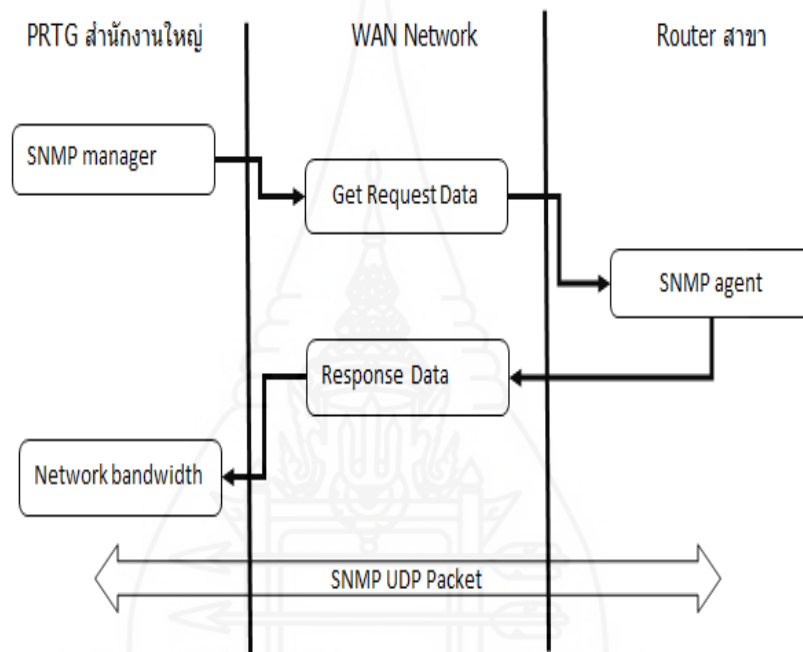 PRTG สำนักงานใหญ่
WAN Network
Router สาขา
SNMP manager
Get Request Data
SNMP agent
Response Data
Network bandwidth
SNMP UDP Packet